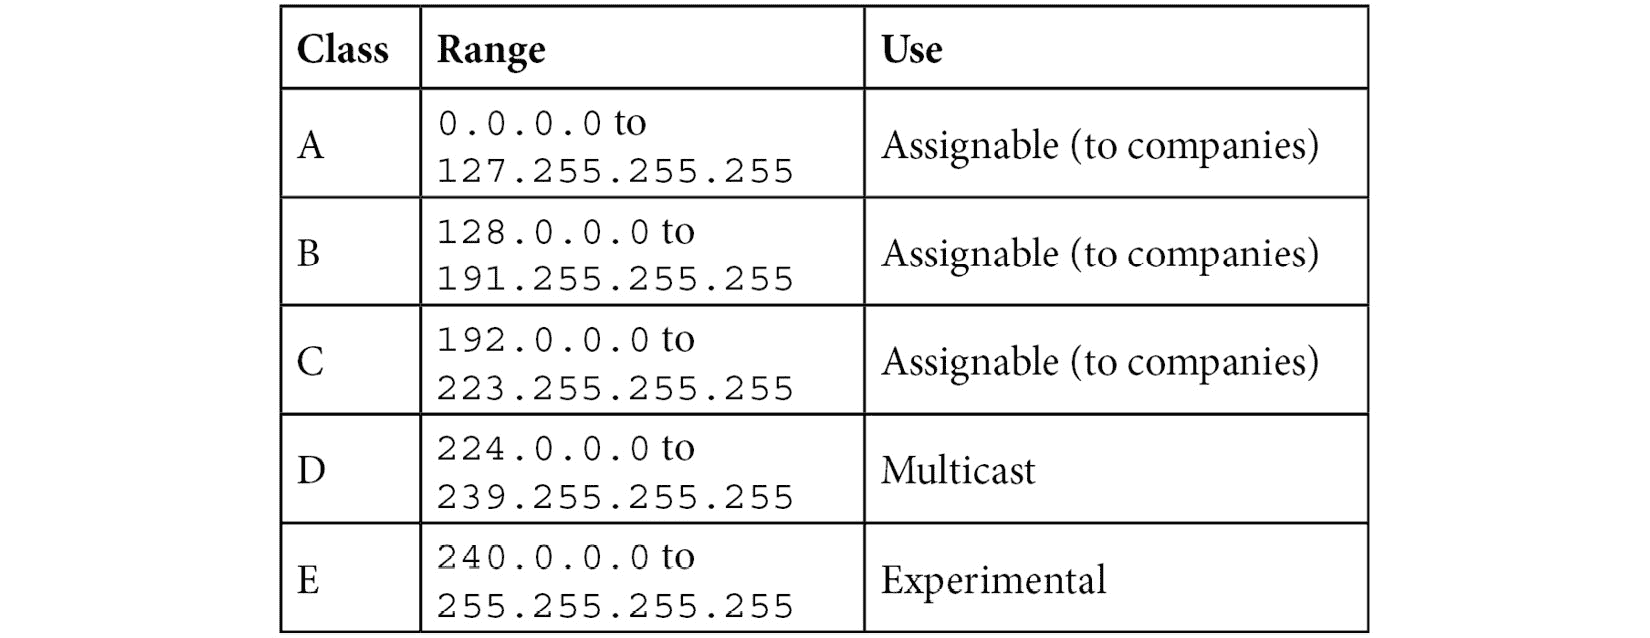 Class Range Use
A 0.0.0.0 to
127.255.255.255 Assignable (to companies)
B 128.0.0.0 to
191.255.255.255 Assignable (to companies)
C 192.0.0.0 to
223.255.255.255 Assignable (to companies)
D 224.0.0.0 to
239.255.255.255 Multicast
E 240.0.0.0 to
255.255.255.255 Experimental